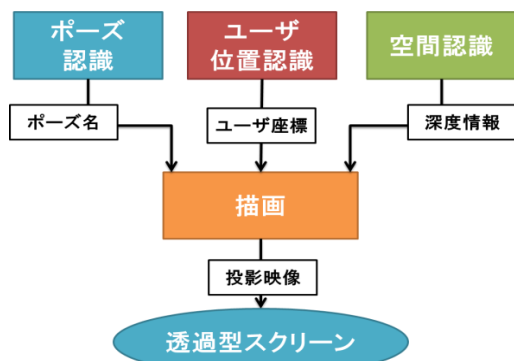 ポーズ
認識
ユーザ
位置認識
空間認識
ポーズ名
ユーザ座標
深度情報
描画
投影映像
透過型スクリーン